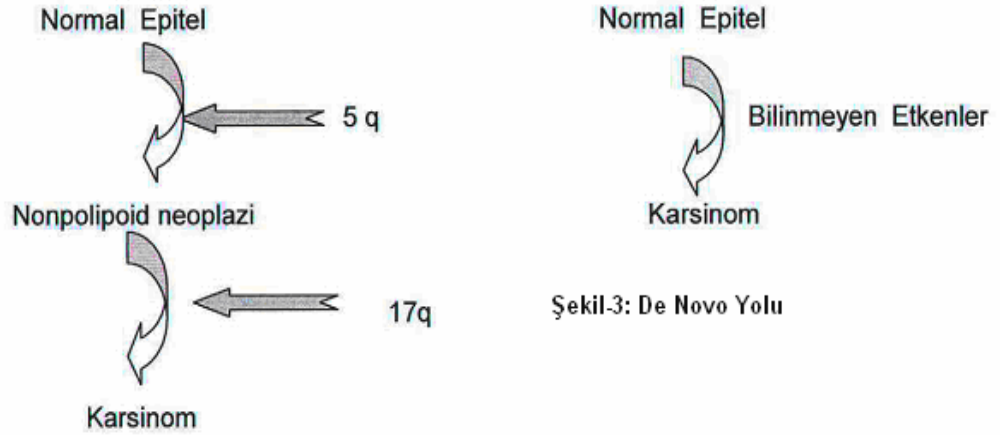 Normal Epitel
5 q
Nonpolipoid neoplazi
17q
Karsinom
Normal Epitel
Bilinmeyen Etkenler
Karsinom
Şekil-3: De Novo Yolu